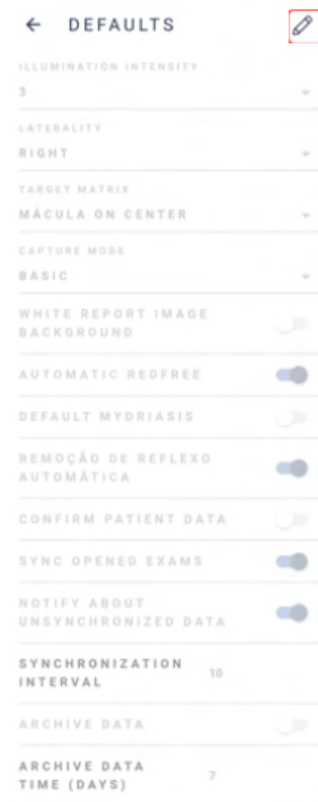 DEFAULTS
ILLUMINATION INTENSITY
3
LATERALITY
RIGHT
TARGET MATRIX
MÁCULA ON CENTER
CAPTURE MODE
BASIC
WHITE REPORT IMAGE
BACKGROUND
AUTOMATIC REDFREE
DEFAULT MYDRIASIS
REMOÇÃO DE REFLEXO
AUTOMÁTICA
CONFIRM PATIENT DATA
SYNC OPENED EXAMS
NOTIFY ABOUT
UNSYNCHRONIZED DATA
SYNCHRONIZATION
INTERVAL
10
ARCHIVE DATA
ARCHIVE DATA
TIME (DAYS)
7